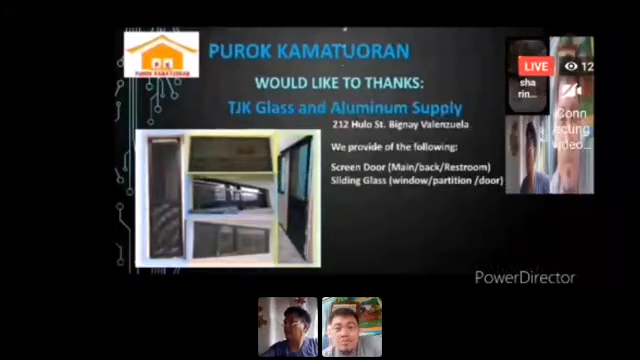 PUROK KAMATUORAN
PUROK KAMATUORAN
WOULD LIKE TO THANKS:
TJK Glass and Aluminum Supply
212 Hulo St. Bignay Valenzuela
We provide of the following:
Screen Door (Main/back/Restroom)
Sliding Glass (window/partition /door)
LIVE
12
sha
rin...
Conn
ecting
video...
PowerDirector